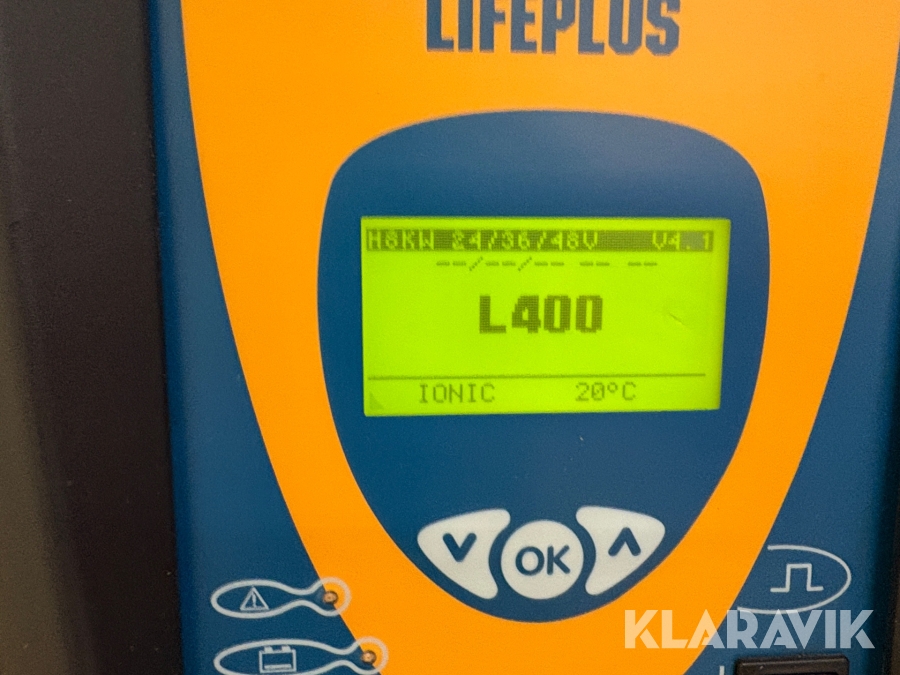 LIFEPLUS
H8KW 24/36/48V V4.1
--/--/-- -- --
L400
IONIC 20°C
OK
KLARAVIK